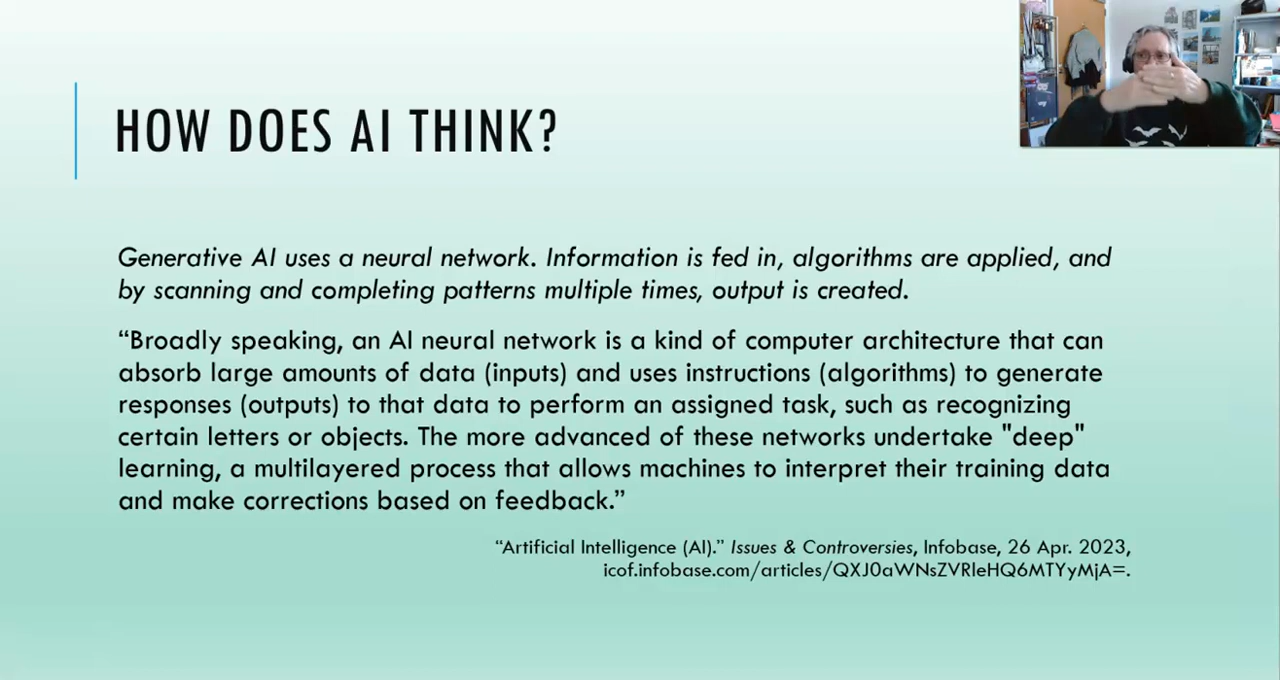 HOW DOES AI THINK?
Generative AI uses a neural network. Information is fed in, algorithms are applied, and
by scanning and completing patterns multiple times, output is created.
“Broadly speaking, an AI neural network is a kind of computer architecture that can
absorb large amounts of data (inputs) and uses instructions (algorithms) to generate
responses (outputs) to that data to perform an assigned task, such as recognizing
certain letters or objects. The more advanced of these networks undertake "deep"
learning, a multilayered process that allows machines to interpret their training data
and make corrections based on feedback.”
“Artificial Intelligence (AI).” Issues & Controversies, Infobase, 26 Apr. 2023,
icof.infobase.com/articles/QXJ0aWNsZVRleHQ6MTYyMjA=.